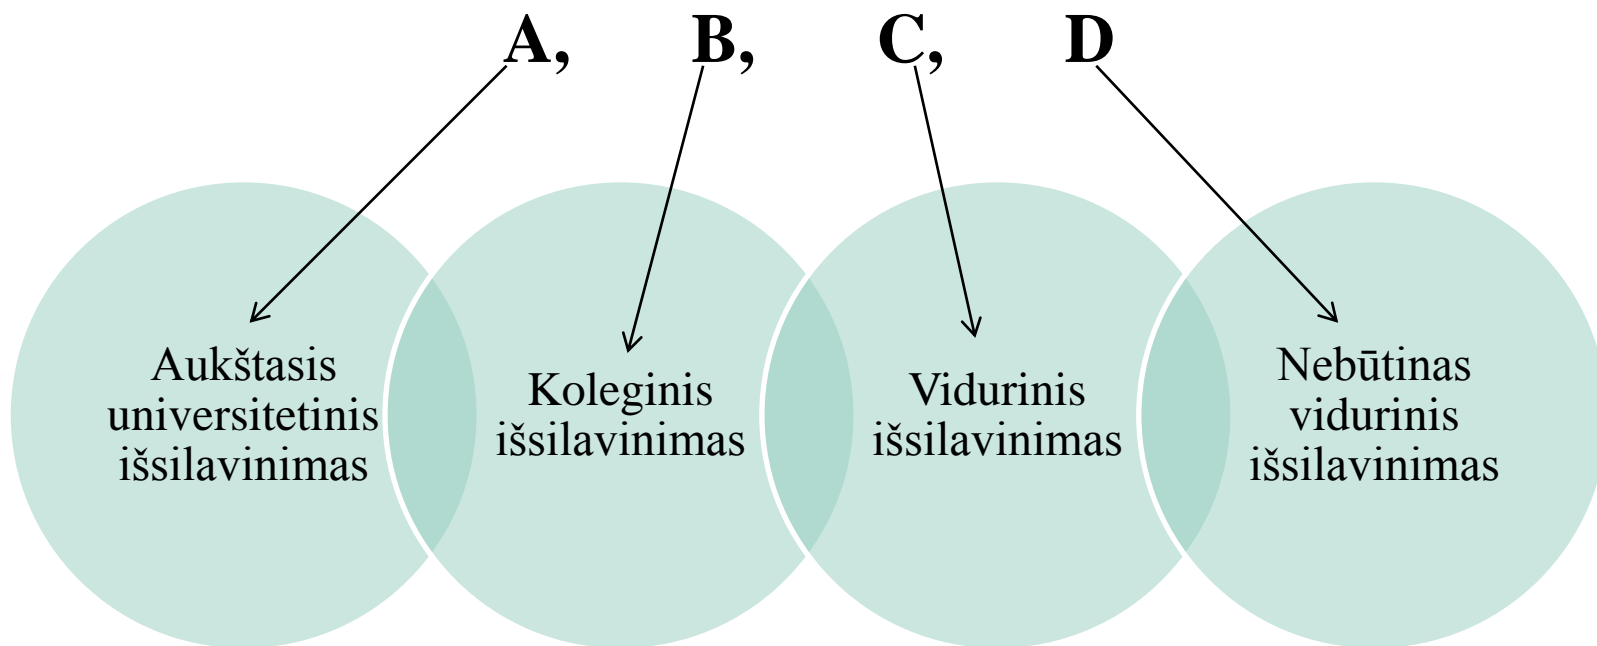 A, B, C, D
Aukštasis
universitetinis
išsilavinimas
Koleginis
išsilavinimas
Vidurinis
išsilavinimas
Nebūtinas
vidurinis
išsilavinimas